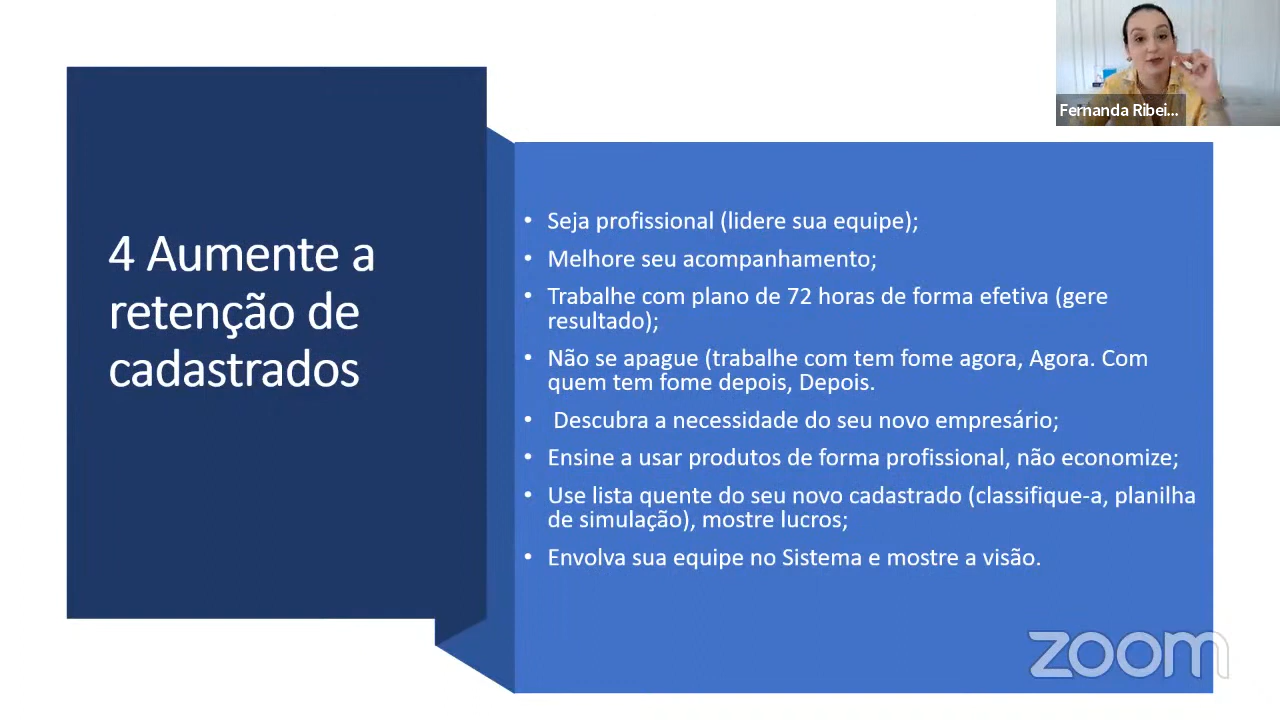 Fernanda Ribei...
4 Aumente a
retenção de
cadastrados
• Seja profissional (lidere sua equipe);
• Melhore seu acompanhamento;
• Trabalhe com plano de 72 horas de forma efetiva (gere
resultado);
• Não se apague (trabalhe com tem fome agora, Agora. Com
quem tem fome depois, Depois.
• Descubra a necessidade do seu novo empresário;
• Ensine a usar produtos de forma profissional, não economize;
• Use lista quente do seu novo cadastrado (classifique-a, planilha
de simulação), mostre lucros;
• Envolva sua equipe no Sistema e mostre a visão.
zoom